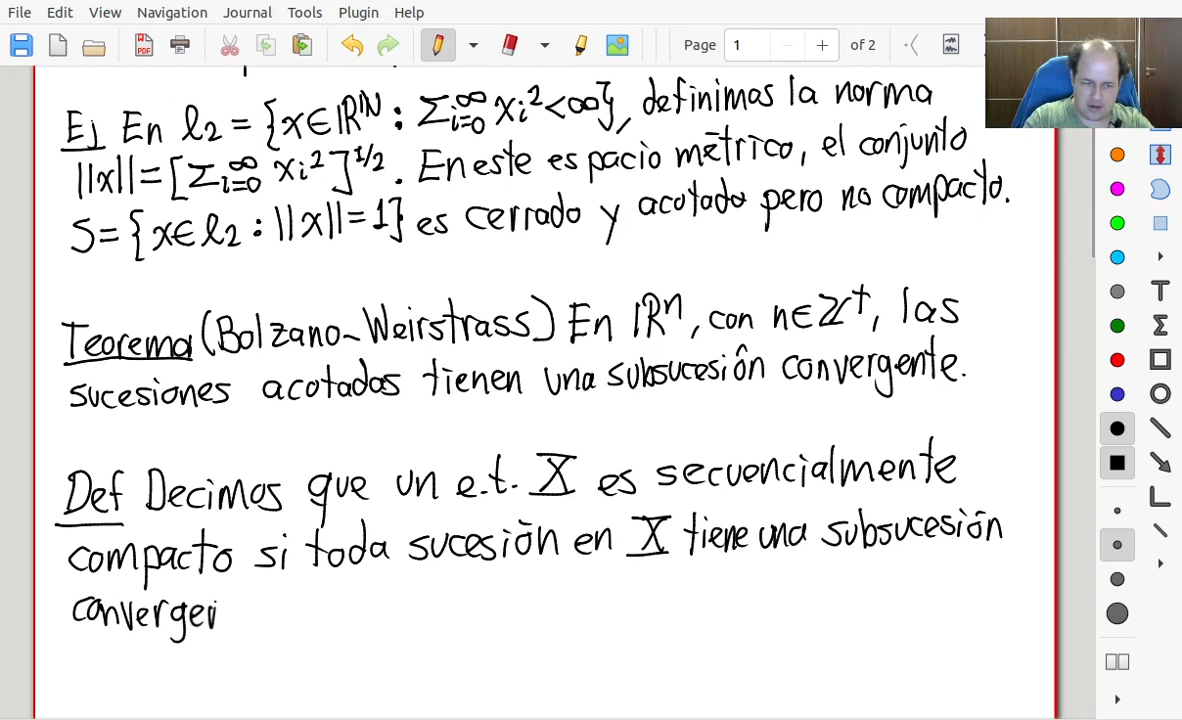 File Edit View Navigation Journal Tools Plugin Help
Page 1 of 2
Ej En ℓ₂ = {x∈ℝ^ℕ : Σ_{i=0}^∞ xi² < ∞}, definimos la norma
||x|| = [Σ_{i=0}^∞ xi²]^{1/2}. En este espacio métrico, el conjunto
S = {x∈ℓ₂ : ||x|| = 1} es cerrado y acotado pero no compacto.
Teorema (Bolzano-Weirstrass) En ℝⁿ, con n∈ℤ⁺, las
sucesiones acotadas tienen una subsucesión convergente.
Def Decimos que un e.t. X es secuencialmente
compacto si toda sucesión en X tiene una subsucesión
converger